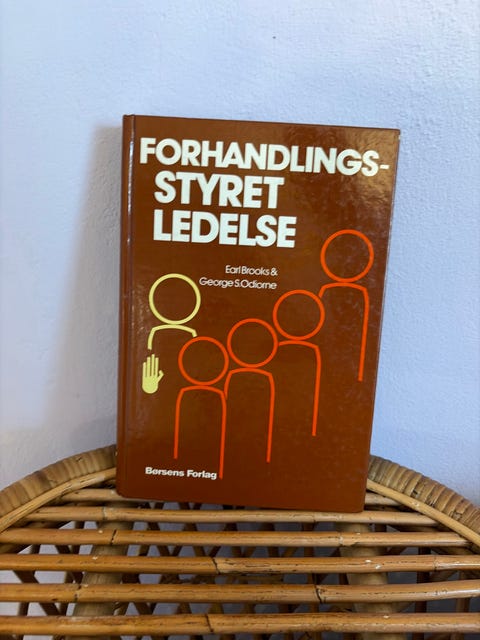 FORHANDLINGS-
STYRET
LEDELSE
Earl Brooks &
George S. Odiorne
Børsens Forlag